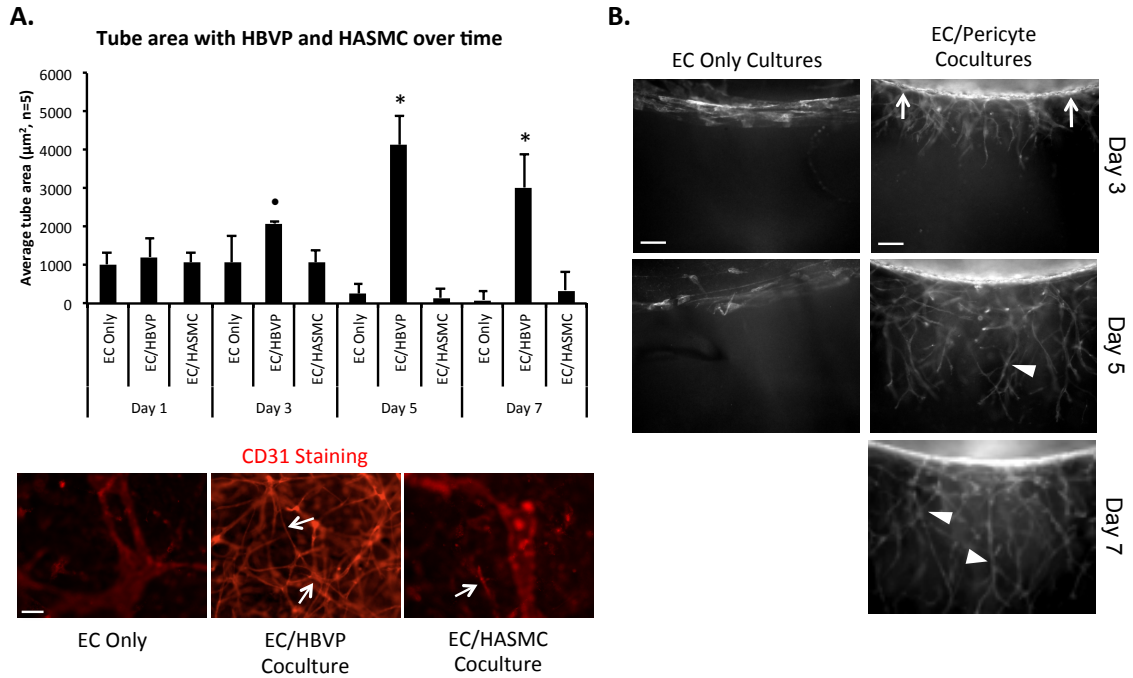 A.
Tube area with HBVP and HASMC over time
Average tube area (µm², n=5)
6000
5000
4000
3000
2000
1000
0
•
*
*
EC Only
EC/HBVP
EC/HASMC
EC Only
EC/HBVP
EC/HASMC
EC Only
EC/HBVP
EC/HASMC
EC Only
EC/HBVP
EC/HASMC
Day 1
Day 3
Day 5
Day 7
CD31 Staining
EC Only
EC/HBVP
Coculture
EC/HASMC
Coculture
B.
EC Only Cultures
EC/Pericyte
Cocultures
Day 3
Day 5
Day 7